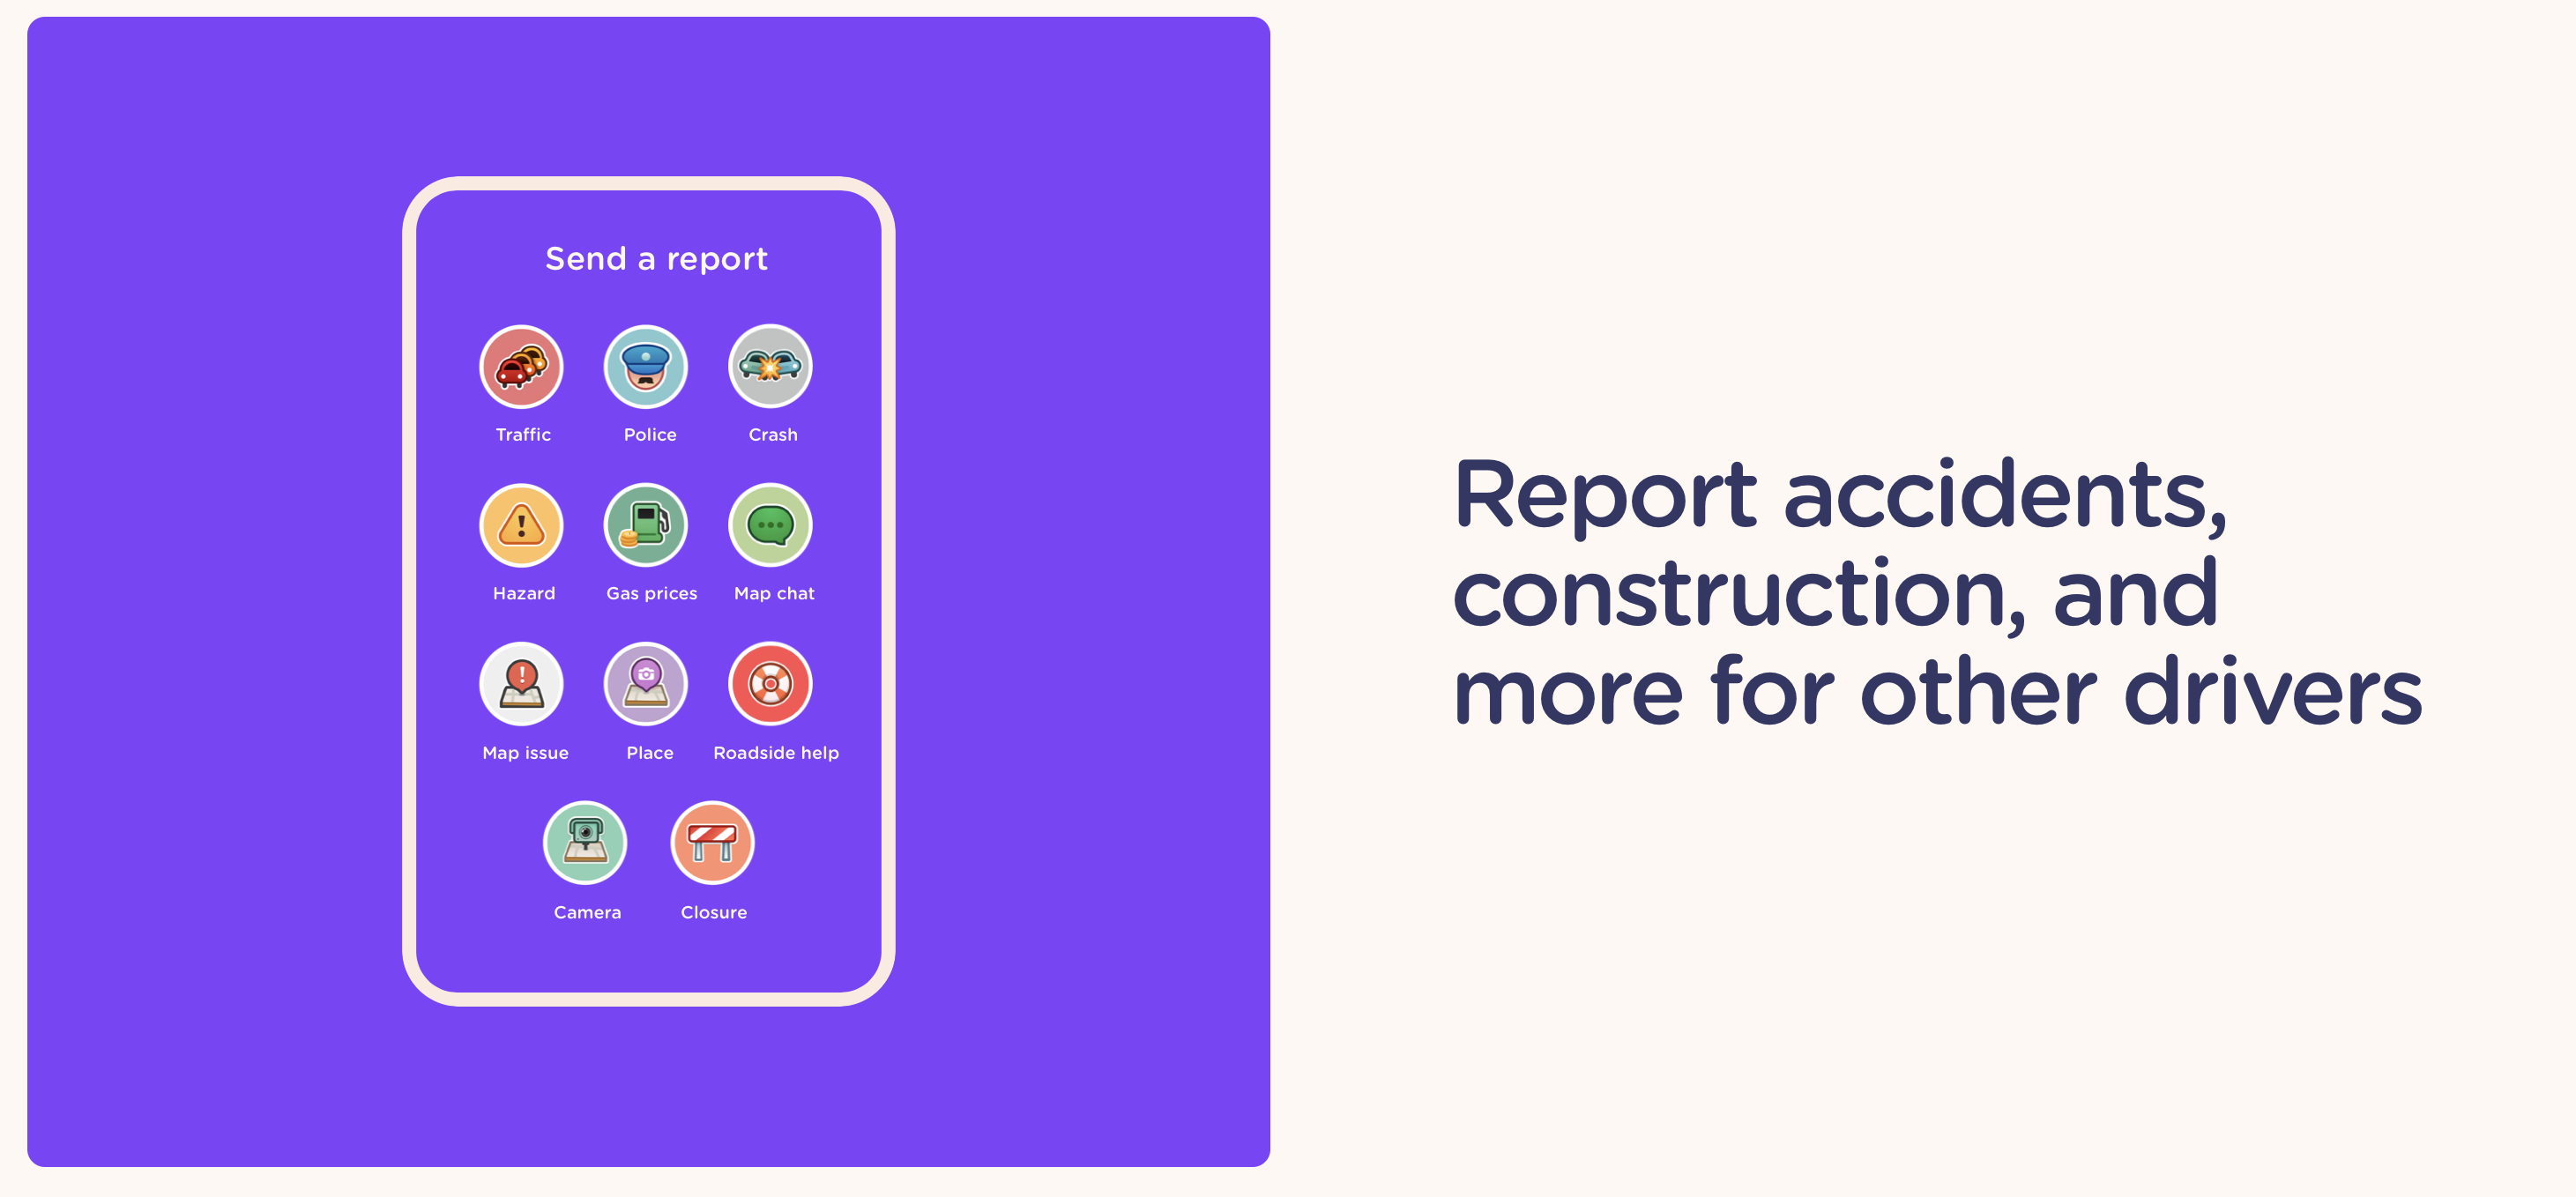 Send a report
Traffic
Police
Crash
Hazard
Gas prices
Map chat
Map issue
Place
Roadside help
Camera
Closure
Report accidents,
construction, and
more for other drivers